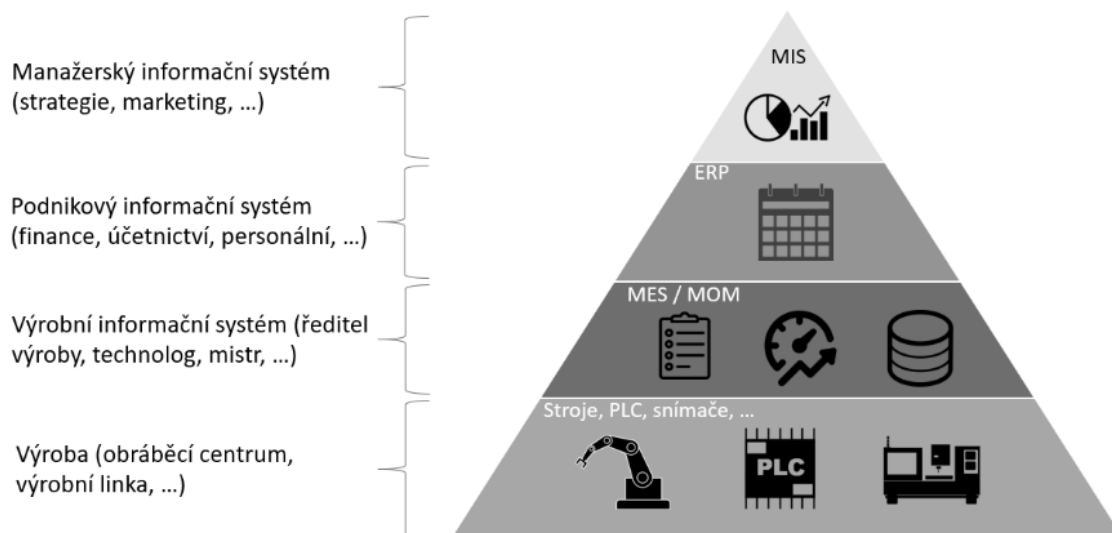 Manažerský informační systém
(strategie, marketing, …)
MIS
Podnikový informační systém
(finance, účetnictví, personální, …)
ERP
Výrobní informační systém (ředitel
výroby, technolog, mistr, …)
MES / MOM
Výroba (obráběcí centrum,
výrobní linka, …)
Stroje, PLC, snímače, …
PLC